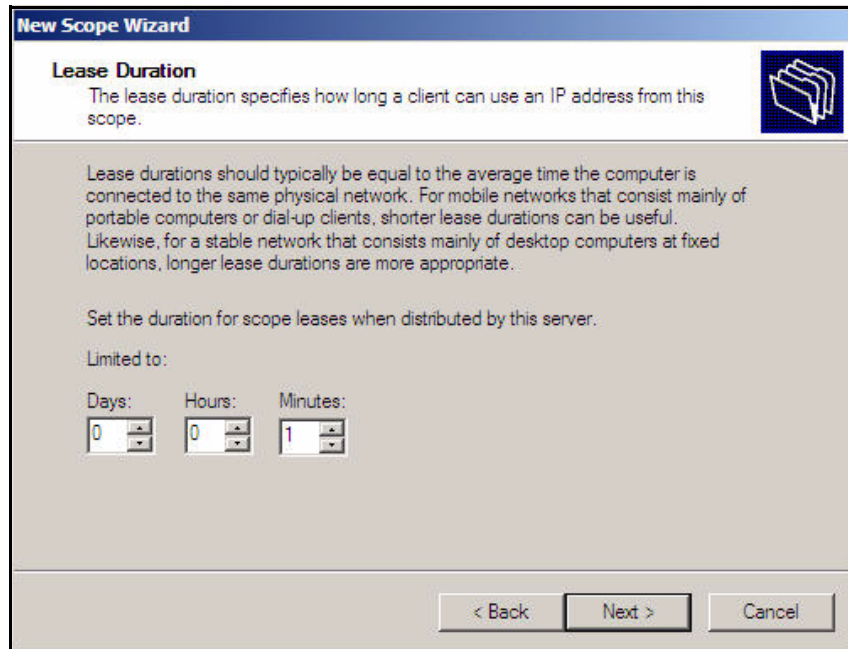 New Scope Wizard
Lease Duration
The lease duration specifies how long a client can use an IP address from this
scope.
Lease durations should typically be equal to the average time the computer is
connected to the same physical network. For mobile networks that consist mainly of
portable computers or dial-up clients, shorter lease durations can be useful.
Likewise, for a stable network that consists mainly of desktop computers at fixed
locations, longer lease durations are more appropriate.
Set the duration for scope leases when distributed by this server.
Limited to:
Days: Hours: Minutes:
0 0 1
< Back Next > Cancel